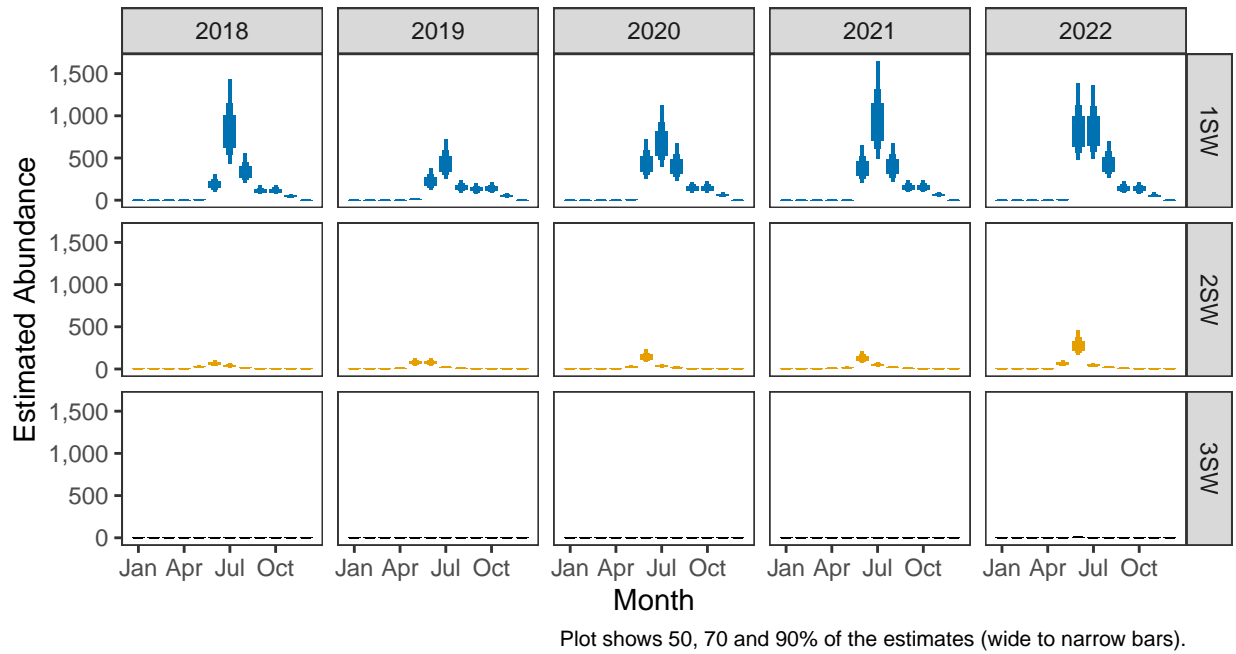 2018 2019 2020 2021 2022
Estimated Abundance
1,500
1,000
500
0
1SW
1,500
1,000
500
0
2SW
1,500
1,000
500
0
3SW
Jan Apr Jul Oct Jan Apr Jul Oct Jan Apr Jul Oct Jan Apr Jul Oct Jan Apr Jul Oct
Month
Plot shows 50, 70 and 90% of the estimates (wide to narrow bars).